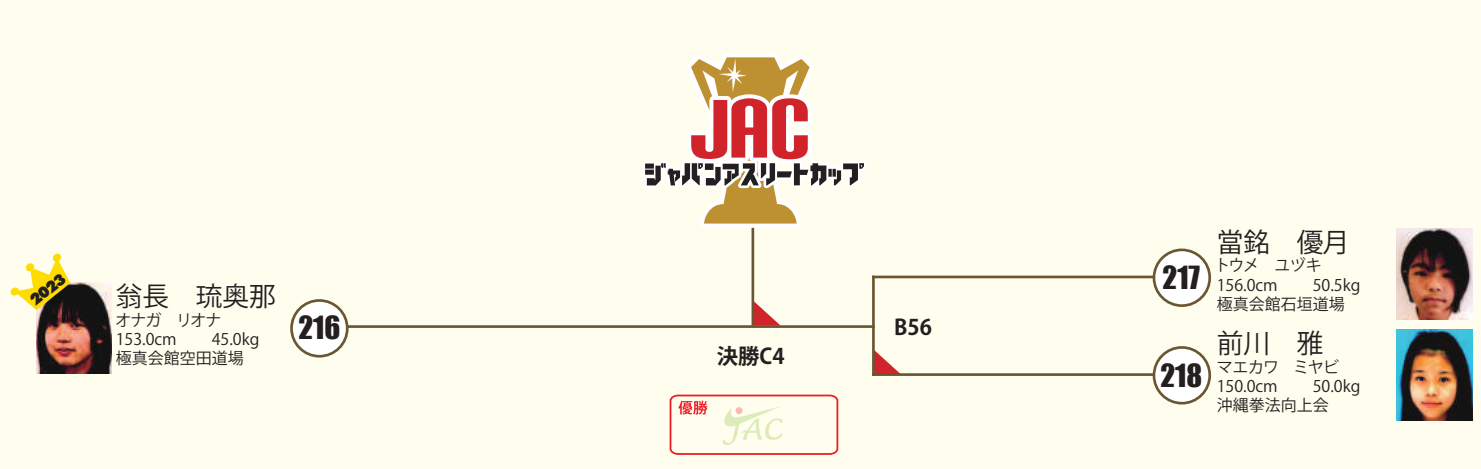 JAC
ジャパンアスリートカップ
2023
翁長　琉奥那
オナガ　リオナ
153.0cm　45.0kg
極真会館空田道場
216
決勝C4
B56
217
當銘　優月
トウメ　ユヅキ
156.0cm　50.5kg
極真会館石垣道場
218
前川　雅
マエカワ　ミヤビ
150.0cm　50.0kg
沖縄拳法向上会
優勝
JAC